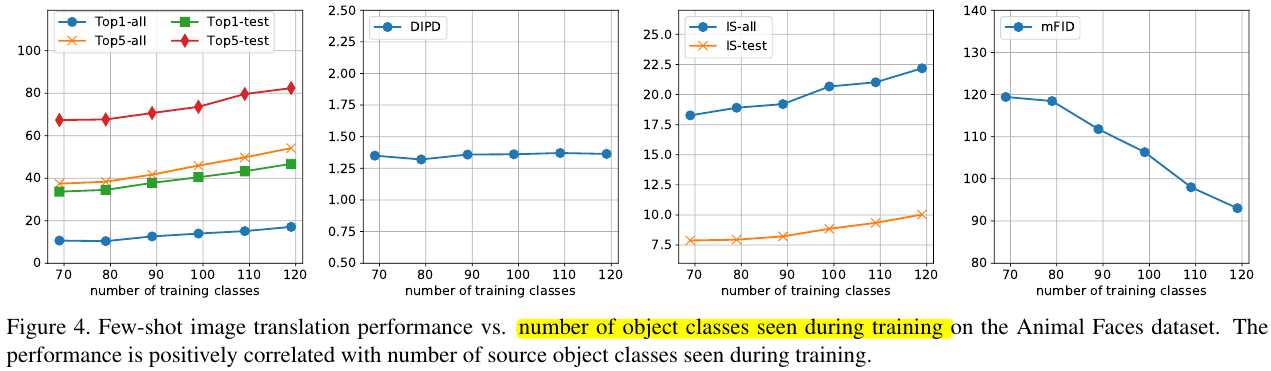 Top1-all Top1-test
Top5-all Top5-test
100
80
60
40
20
0
70 80 90 100 110 120
number of training classes
DIPD
2.50
2.25
2.00
1.75
1.50
1.25
1.00
0.75
0.50
70 80 90 100 110 120
number of training classes
IS-all
IS-test
25.0
22.5
20.0
17.5
15.0
12.5
10.0
7.5
70 80 90 100 110 120
number of training classes
mFID
140
130
120
110
100
90
80
70 80 90 100 110 120
number of training classes
Figure 4. Few-shot image translation performance vs. number of object classes seen during training on the Animal Faces dataset. The
performance is positively correlated with number of source object classes seen during training.